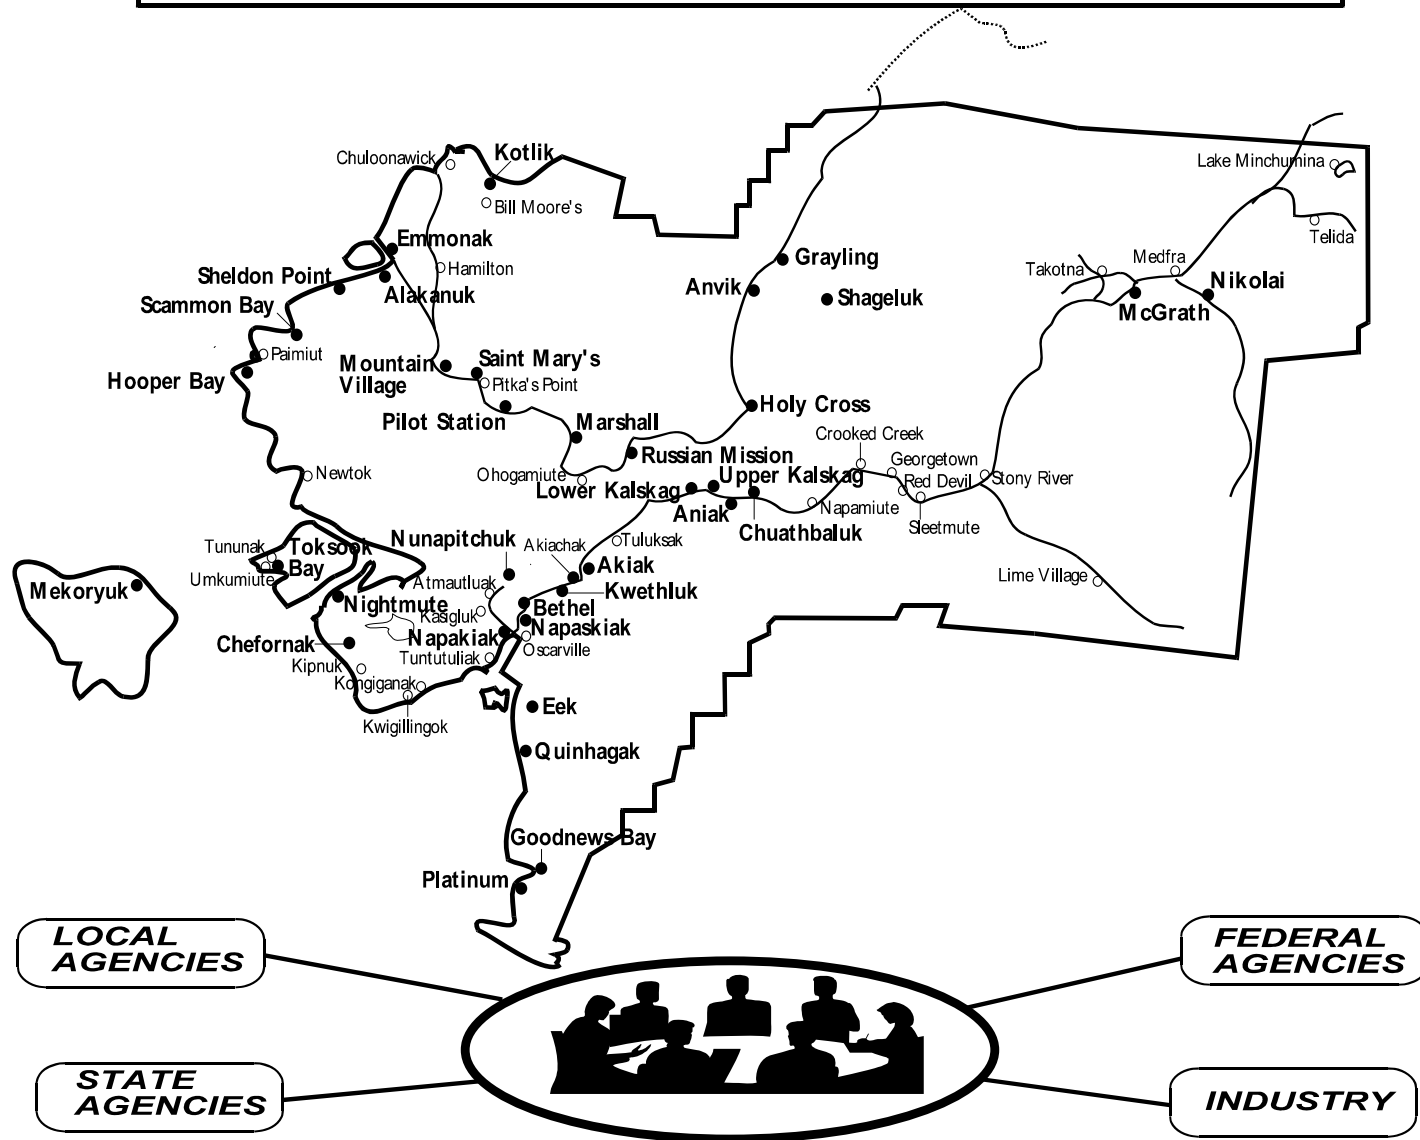 Kotlik
Chuloonawick
Lake Minchumina
Bill Moore's
Telida
Emmonak
Hamilton
Grayling
Medfra
Takotna
Sheldon Point
Alakanuk
Anvik
Shageluk
Nikolai
Scammon Bay
McGrath
Paimiut
Mountain
Village
Saint Mary's
Hooper Bay
Pitka's Point
Pilot Station
Holy Cross
Marshall
Crooked Creek
Russian Mission
Georgetown
Newtok
Ohogamiute
Upper Kalskag
Stony River
Lower Kalskag
Red Devil
Aniak
Napamiute
Chuathbaluk
Sleetmute
Nunapitchuk
Akiachak
Tuluksak
Tununak
Toksook
Bay
Umkumiute
Akiak
Lime Village
Atmautluak
Mekoryuk
Kwethluk
Nightmute
Kasigluk
Bethel
Napaskiak
Napakiak
Chefornak
Oscarville
Kipnuk
Tuntutuliak
Kongiganak
Kwigillingok
Eek
Quinhagak
Goodnews Bay
Platinum
LOCAL
AGENCIES
FEDERAL
AGENCIES
STATE
AGENCIES
INDUSTRY